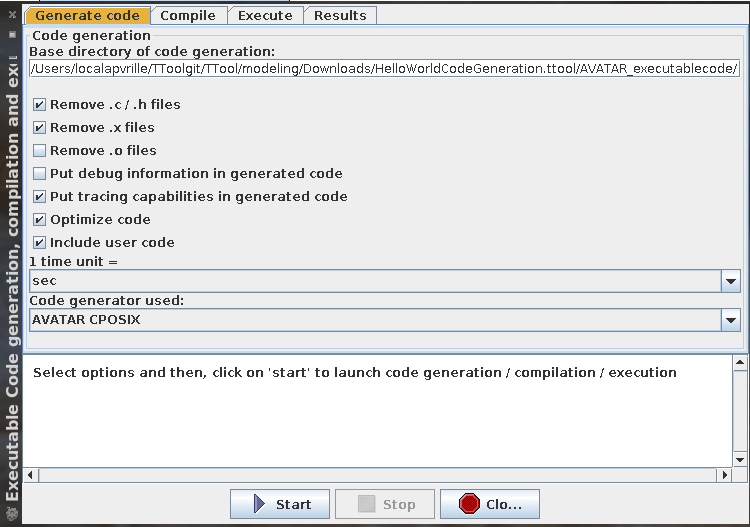 Executable Code generation, compilation and
Generate code
Compile
Execute
Results
Code generation
Base directory of code generation:
/Users/localapvrille/TToolgit/TTool/modeling/Downloads/HelloWorldCodeGeneration.ttool/AVATAR_executablecode/
Remove .c / .h files
Remove .x files
Remove .o files
Put debug information in generated code
Put tracing capabilities in generated code
Optimize code
Include user code
1 time unit =
sec
Code generator used:
AVATAR CPOSIX
Select options and then, click on 'start' to launch code generation / compilation / execution
Start
Stop
Clo...